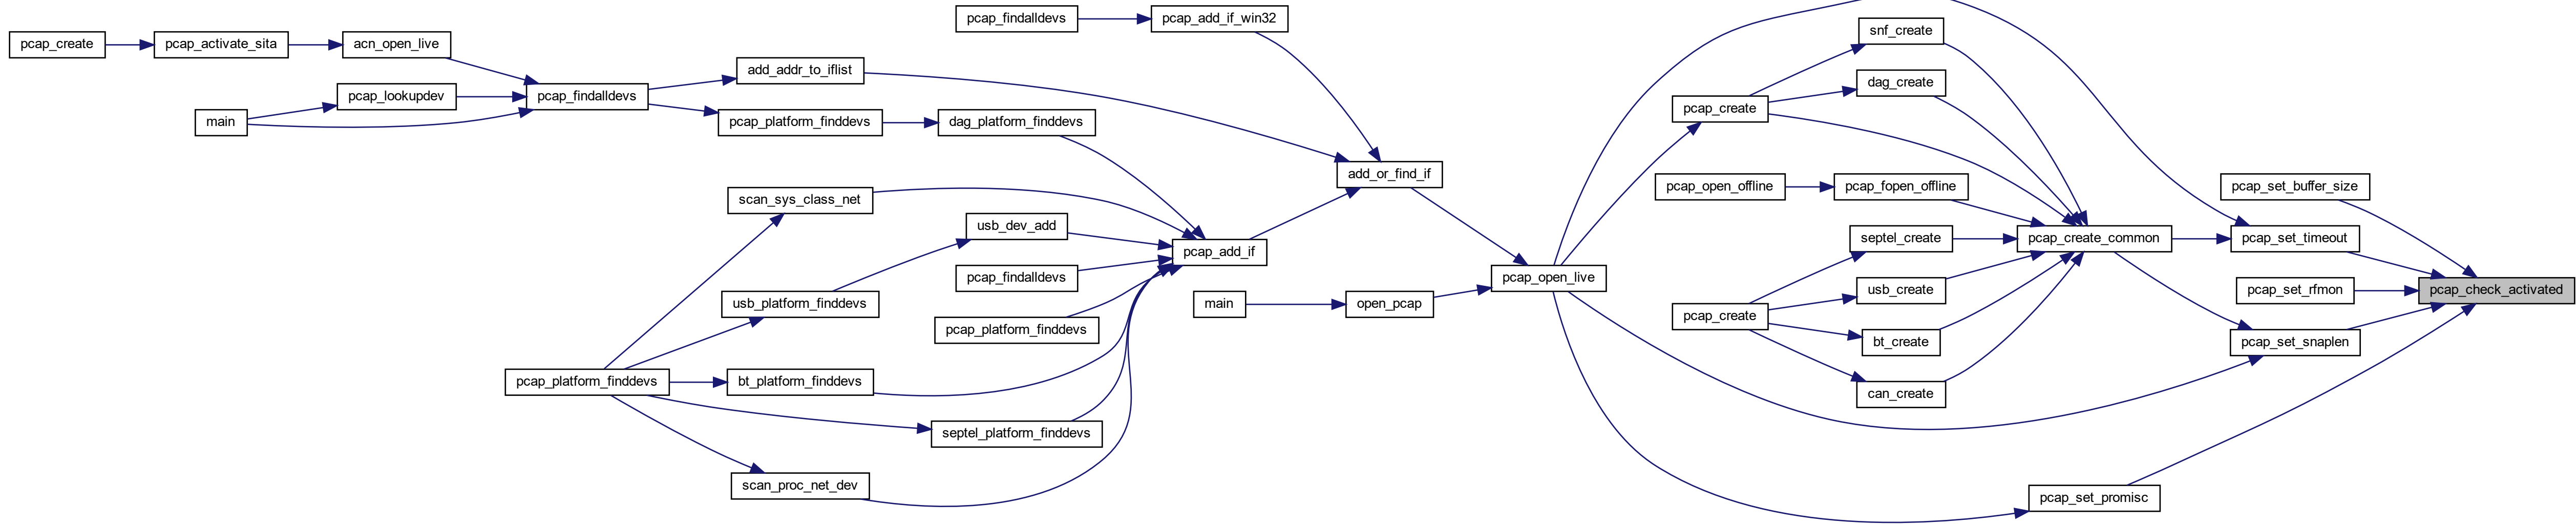 pcap_create
pcap_activate_sita
acn_open_live
pcap_lookupdev
main
pcap_findalldevs
add_addr_to_iflist
pcap_platform_finddevs
dag_platform_finddevs
pcap_findalldevs
pcap_add_if_win32
add_or_find_if
scan_sys_class_net
usb_dev_add
pcap_add_if
pcap_findalldevs
usb_platform_finddevs
pcap_platform_finddevs
pcap_platform_finddevs
bt_platform_finddevs
septel_platform_finddevs
scan_proc_net_dev
main
open_pcap
pcap_open_live
snf_create
dag_create
pcap_create
pcap_open_offline
pcap_fopen_offline
septel_create
usb_create
pcap_create
bt_create
can_create
pcap_create_common
pcap_set_buffer_size
pcap_set_timeout
pcap_set_rfmon
pcap_check_activated
pcap_set_snaplen
pcap_set_promisc